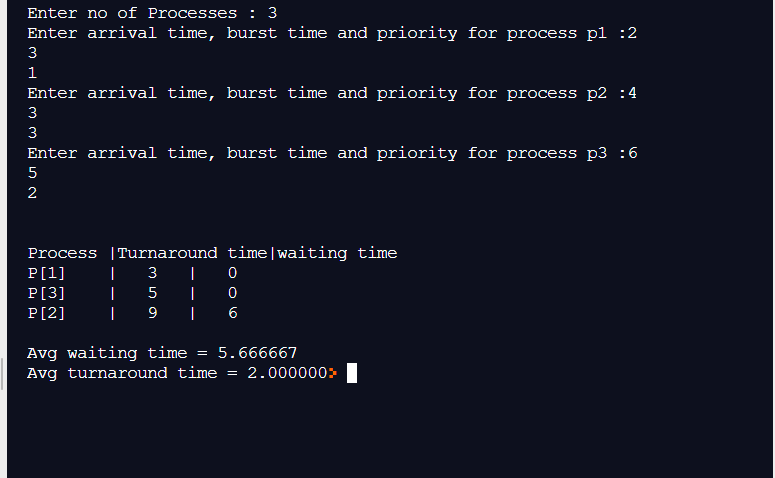 Enter no of Processes : 3
Enter arrival time, burst time and priority for process p1 :2
3
1
Enter arrival time, burst time and priority for process p2 :4
3
3
Enter arrival time, burst time and priority for process p3 :6
5
2
Process |Turnaround time|waiting time
P[1]    |   3   |   0
P[3]    |   5   |   0
P[2]    |   9   |   6
Avg waiting time = 5.666667
Avg turnaround time = 2.000000>